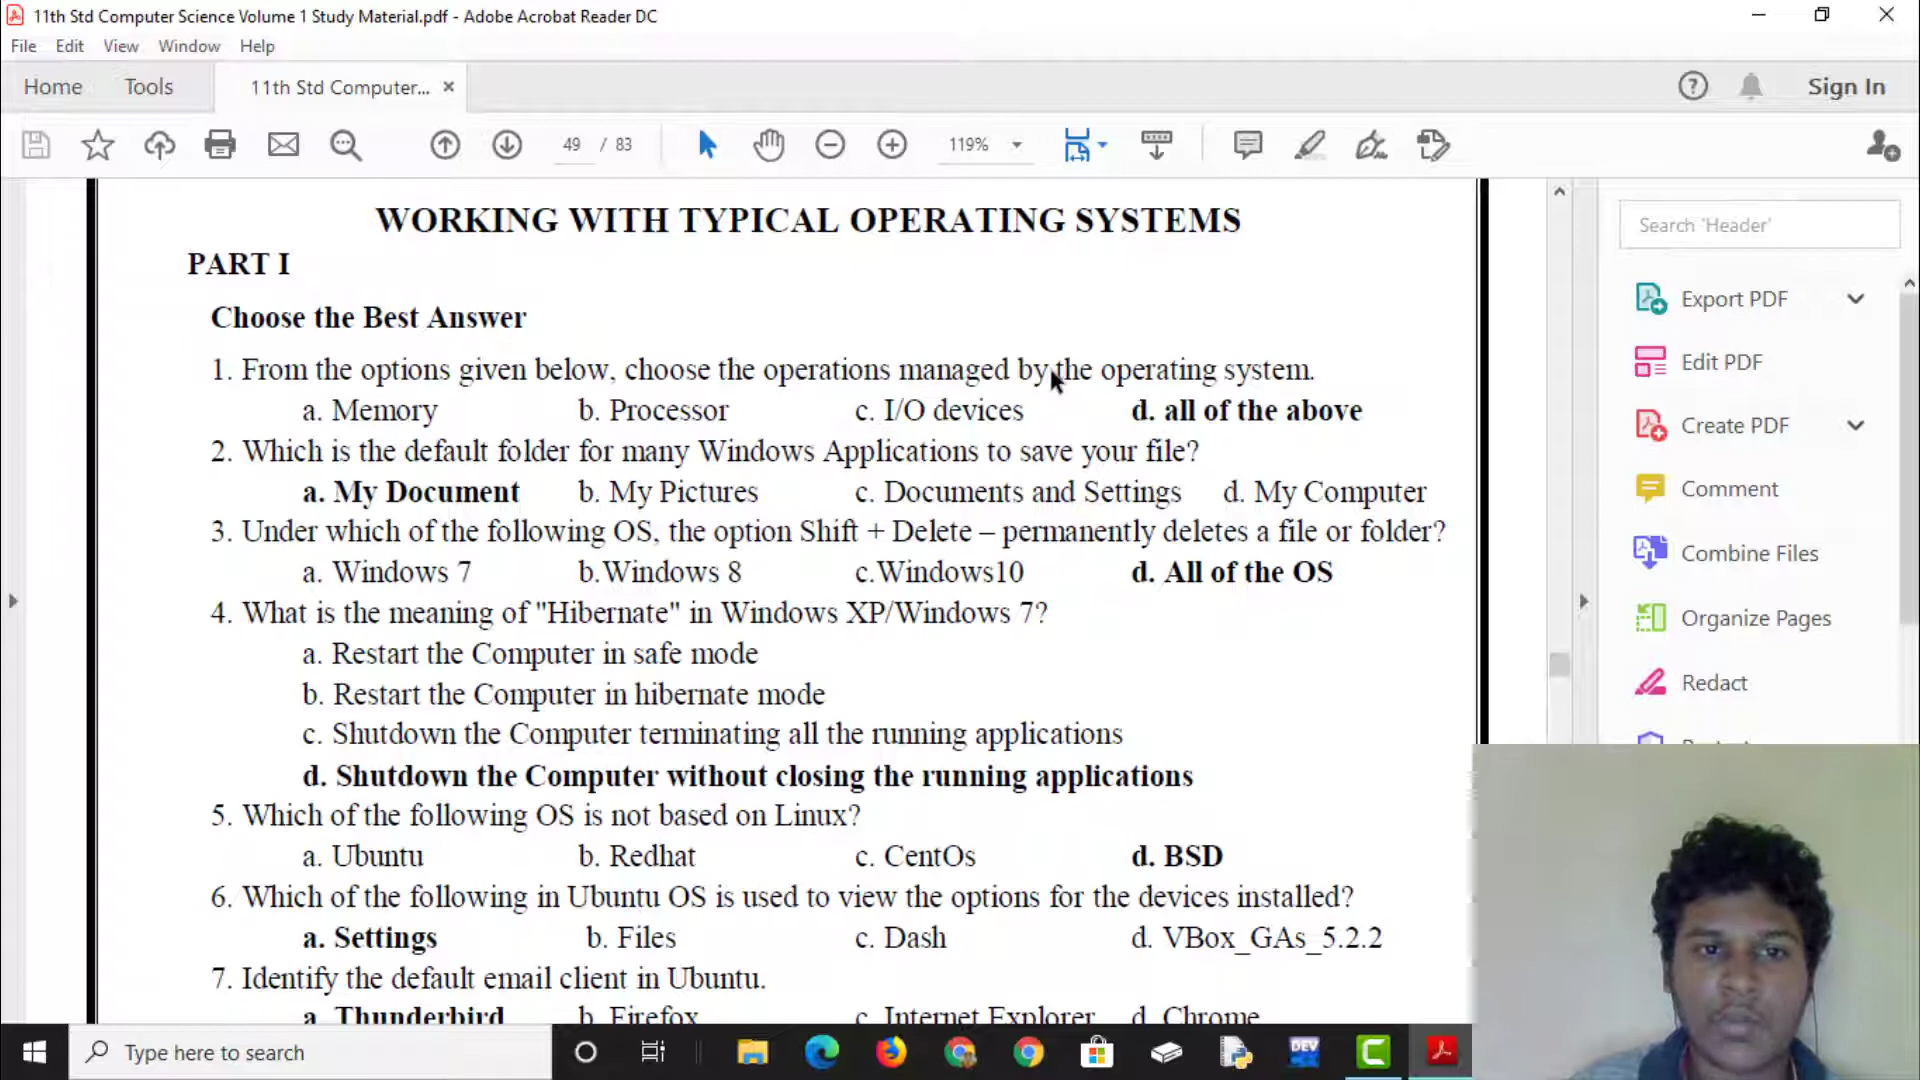 11th Std Computer Science Volume 1 Study Material.pdf - Adobe Acrobat Reader DC
File Edit View Window Help
Home Tools 11th Std Computer... × Sign In
49 / 83 119%
WORKING WITH TYPICAL OPERATING SYSTEMS
PART I
Choose the Best Answer
1. From the options given below, choose the operations managed by the operating system.
a. Memory b. Processor c. I/O devices d. all of the above
2. Which is the default folder for many Windows Applications to save your file?
a. My Document b. My Pictures c. Documents and Settings d. My Computer
3. Under which of the following OS, the option Shift + Delete – permanently deletes a file or folder?
a. Windows 7 b.Windows 8 c.Windows10 d. All of the OS
4. What is the meaning of "Hibernate" in Windows XP/Windows 7?
a. Restart the Computer in safe mode
b. Restart the Computer in hibernate mode
c. Shutdown the Computer terminating all the running applications
d. Shutdown the Computer without closing the running applications
5. Which of the following OS is not based on Linux?
a. Ubuntu b. Redhat c. CentOs d. BSD
6. Which of the following in Ubuntu OS is used to view the options for the devices installed?
a. Settings b. Files c. Dash d. VBox_GAs_5.2.2
7. Identify the default email client in Ubuntu.
a. Thunderbird b. Firefox c. Internet Explorer d. Chrome
Search 'Header'
Export PDF
Edit PDF
Create PDF
Comment
Combine Files
Organize Pages
Redact
Type here to search
DEV